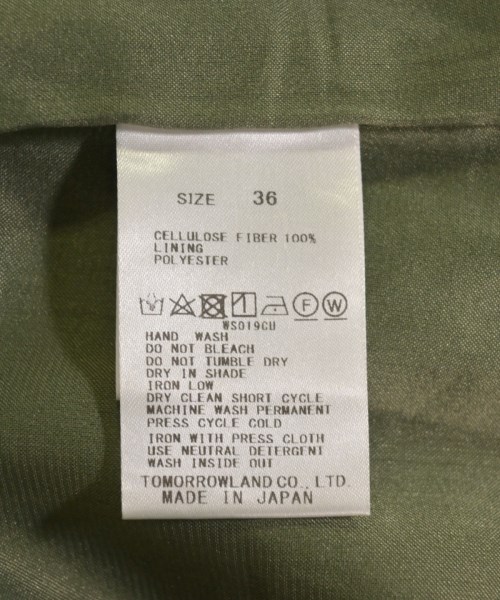 SIZE 36
CELLULOSE FIBER 100%
LINING
POLYESTER
F W
WS019CU
HAND WASH
DO NOT BLEACH
DO NOT TUMBLE DRY
DRY IN SHADE
IRON LOW
DRY CLEAN SHORT CYCLE
MACHINE WASH PERMANENT
PRESS CYCLE COLD
IRON WITH PRESS CLOTH
USE NEUTRAL DETERGENT
WASH INSIDE OUT
TOMORROWLAND CO., LTD.
MADE IN JAPAN